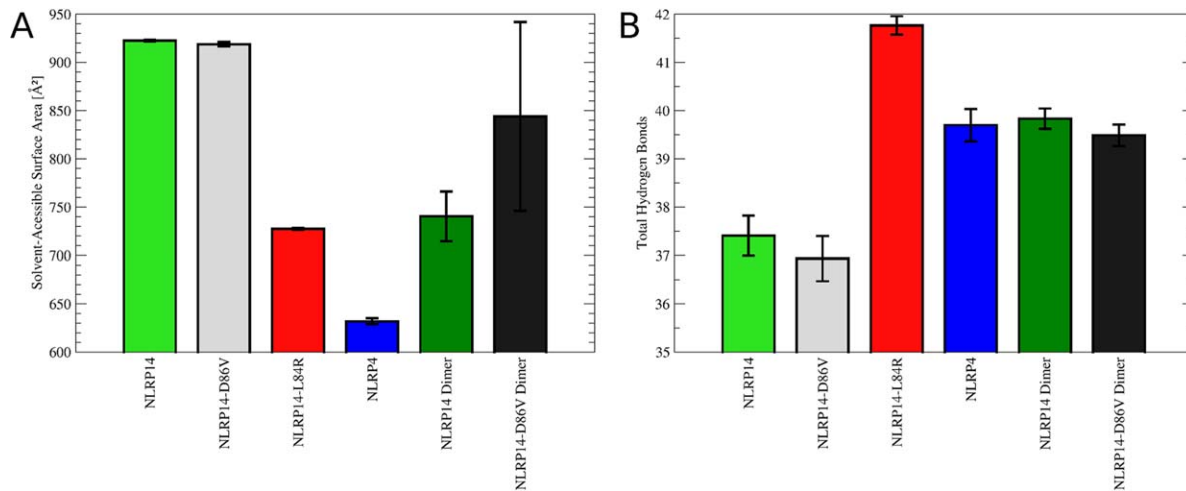 A
Solvent-Acessible Surface Area [Å²]
950
900
850
800
750
700
650
600
NLRP14
NLRP14-D86V
NLRP14-L84R
NLRP4
NLRP14 Dimer
NLRP14-D86V Dimer
B
Total Hydrogen Bonds
42
41
40
39
38
37
36
35
NLRP14
NLRP14-D86V
NLRP14-L84R
NLRP4
NLRP14 Dimer
NLRP14-D86V Dimer